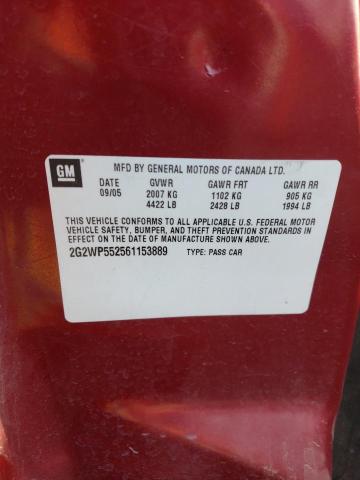 GM
MFD BY GENERAL MOTORS OF CANADA LTD.
DATE GVWR GAWR FRT GAWR RR
09/05 2007 KG 1102 KG 905 KG
4422 LB 2428 LB 1994 LB
THIS VEHICLE CONFORMS TO ALL APPLICABLE U.S. FEDERAL MOTOR
VEHICLE SAFETY, BUMPER, AND THEFT PREVENTION STANDARDS IN
EFFECT ON THE DATE OF MANUFACTURE SHOWN ABOVE.
2G2WP552561153889 TYPE: PASS CAR